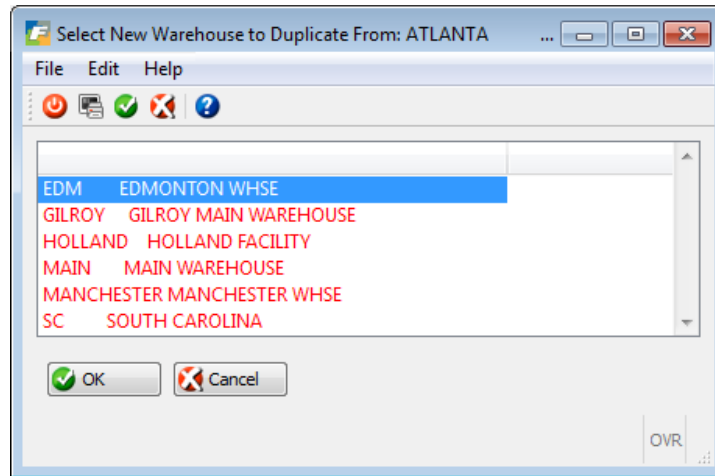 Select New Warehouse to Duplicate From: ATLANTA ...
File Edit Help
EDM EDMONTON WHSE
GILROY GILROY MAIN WAREHOUSE
HOLLAND HOLLAND FACILITY
MAIN MAIN WAREHOUSE
MANCHESTER MANCHESTER WHSE
SC SOUTH CAROLINA
OK Cancel
OVR